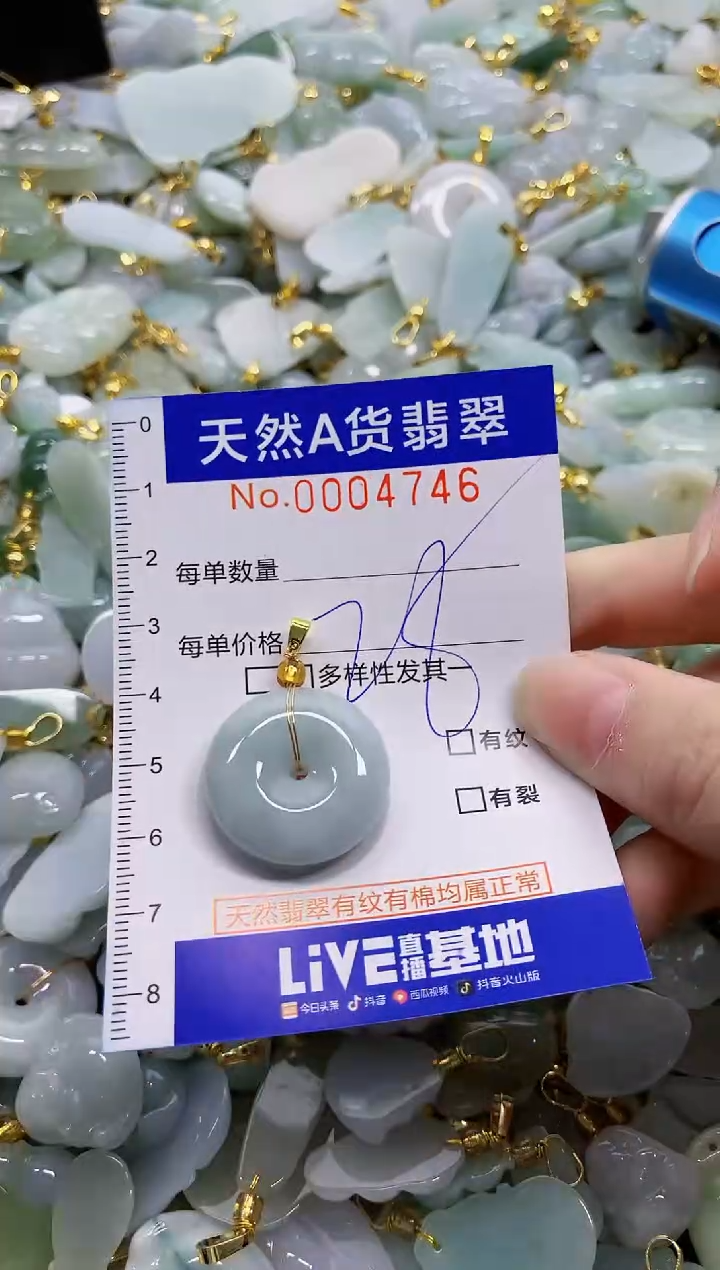 天然A货翡翠
No.0004746
每单数量
每单价格 28
多样性发其一
有纹
有裂
天然翡翠有纹有棉均属正常
LiVE直播基地
今日头条 抖音 西瓜视频 抖音火山版
0
1
2
3
4
5
6
7
8